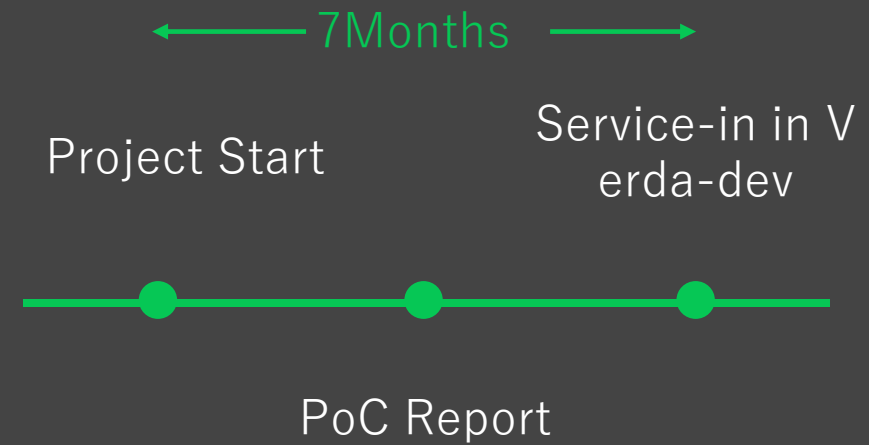 7Months
Project Start
Service-in in V
erda-dev
PoC Report